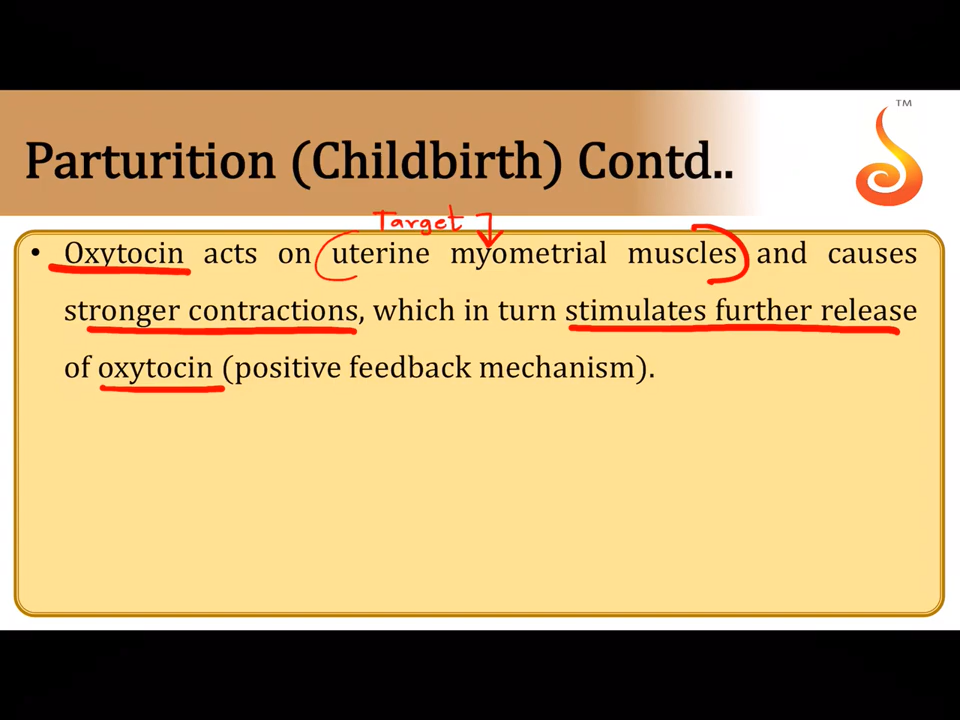 TM
Parturition (Childbirth) Contd..
Target
• Oxytocin acts on uterine myometrial muscles and causes
stronger contractions, which in turn stimulates further release
of oxytocin (positive feedback mechanism).